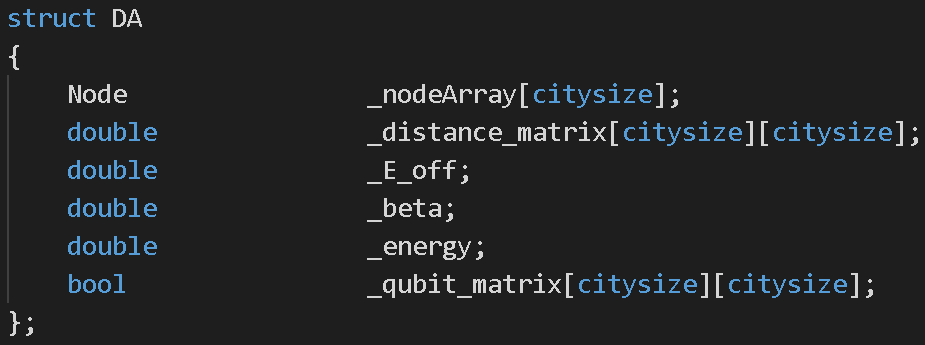 struct DA
{
    Node                _nodeArray[citysize];
    double              _distance_matrix[citysize][citysize];
    double              _E_off;
    double              _beta;
    double              _energy;
    bool                _qubit_matrix[citysize][citysize];
};